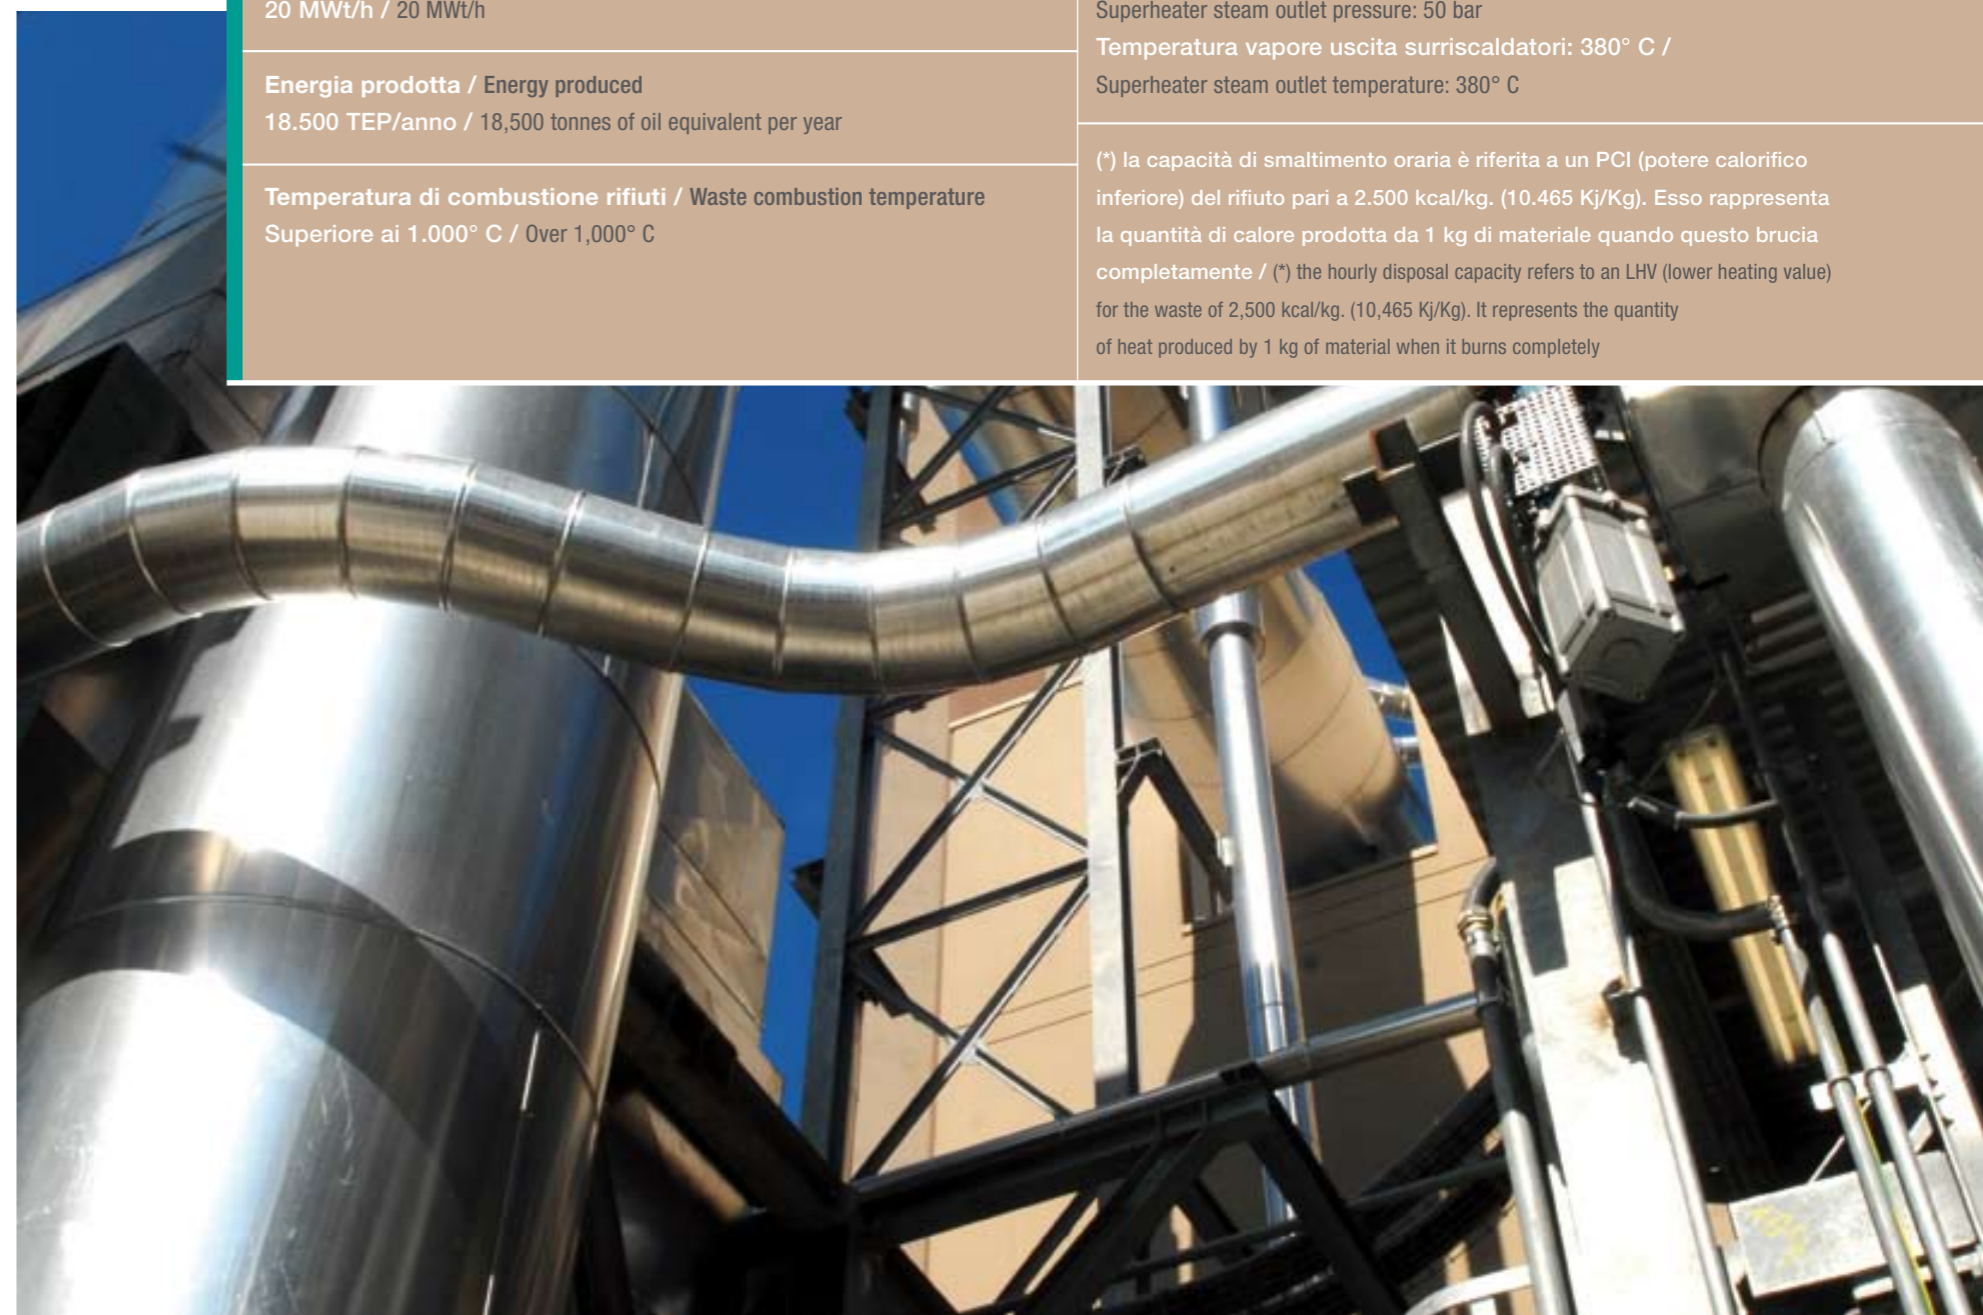 20 MWt/h / 20 MWt/h
Energia prodotta / Energy produced
18.500 TEP/anno / 18,500 tonnes of oil equivalent per year
Temperatura di combustione rifiuti / Waste combustion temperature
Superiore ai 1.000° C / Over 1,000° C
Superheater steam outlet pressure: 50 bar
Temperatura vapore uscita surriscaldatori: 380° C /
Superheater steam outlet temperature: 380° C
(*) la capacità di smaltimento oraria è riferita a un PCI (potere calorifico
inferiore) del rifiuto pari a 2.500 kcal/kg. (10.465 Kj/Kg). Esso rappresenta
la quantità di calore prodotta da 1 kg di materiale quando questo brucia
completamente / (*) the hourly disposal capacity refers to an LHV (lower heating value)
for the waste of 2,500 kcal/kg. (10,465 Kj/Kg). It represents the quantity
of heat produced by 1 kg of material when it burns completely